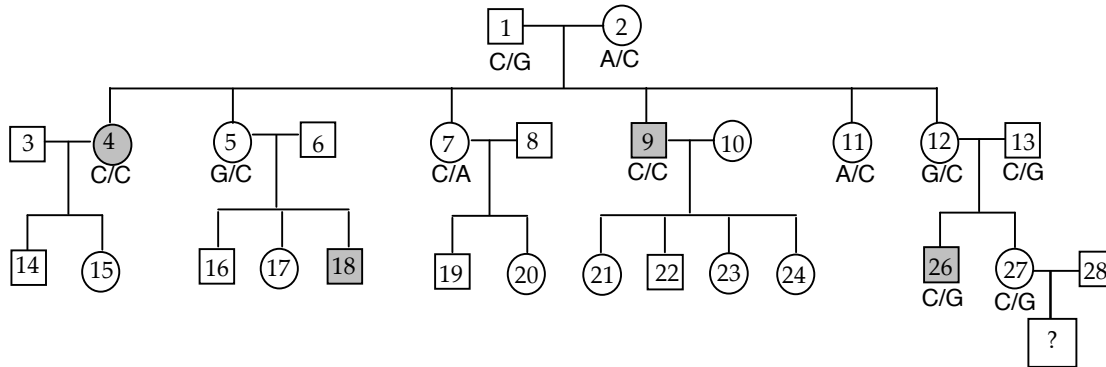 1 2
C/G A/C
3 4 5 6 7 8 9 10 11 12 13
C/C G/C C/A C/C A/C G/C C/G
14 15 16 17 18 19 20 21 22 23 24 26 27 28
C/G C/G
?